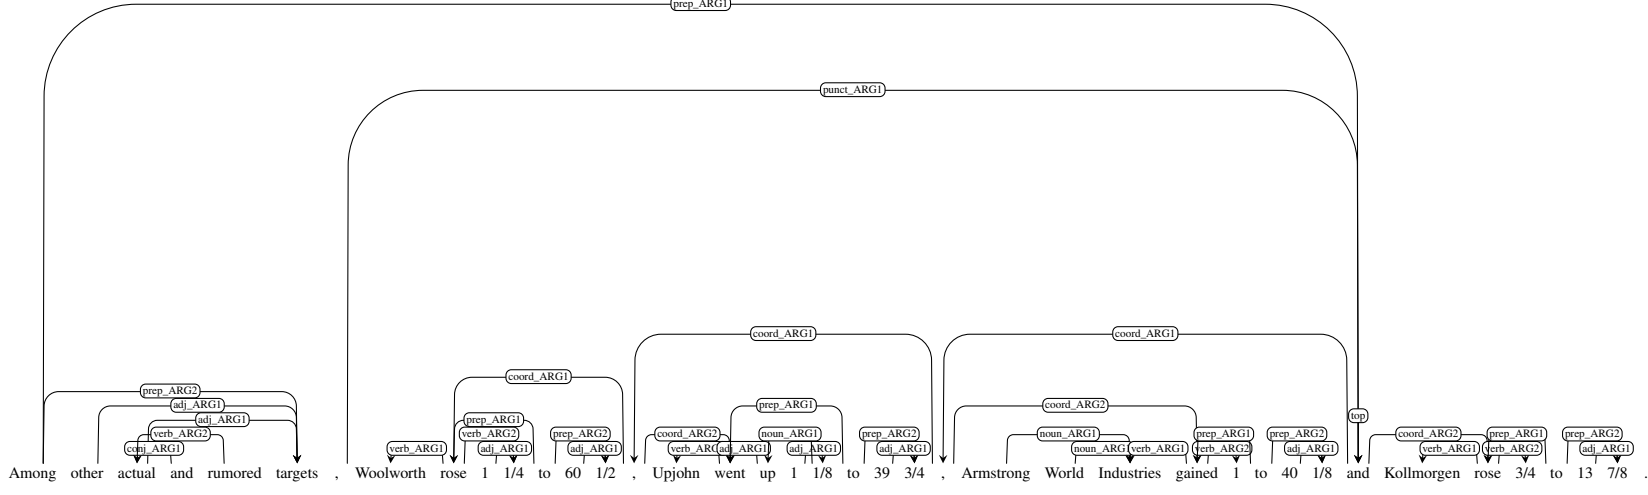 prep_ARG1
punct_ARG1
coord_ARG1 coord_ARG1
coord_ARG1
prep_ARG2
adj_ARG1 prep_ARG1 coord_ARG2 top
adj_ARG1 prep_ARG1
verb_ARG2 verb_ARG2 prep_ARG2 coord_ARG2 noun_ARG1 prep_ARG2 noun_ARG1 prep_ARG1 prep_ARG2 coord_ARG2 prep_ARG1 prep_ARG2
conj_ARG1 verb_ARG1 adj_ARG1 adj_ARG1 verb_ARG1 adj_ARG1 adj_ARG1 adj_ARG1 noun_ARG1 verb_ARG1 verb_ARG2 adj_ARG1 verb_ARG1 verb_ARG2 adj_ARG1
Among other actual and rumored targets , Woolworth rose 1 1/4 to 60 1/2 , Upjohn went up 1 1/8 to 39 3/4 , Armstrong World Industries gained 1 to 40 1/8 and Kollmorgen rose 3/4 to 13 7/8 .